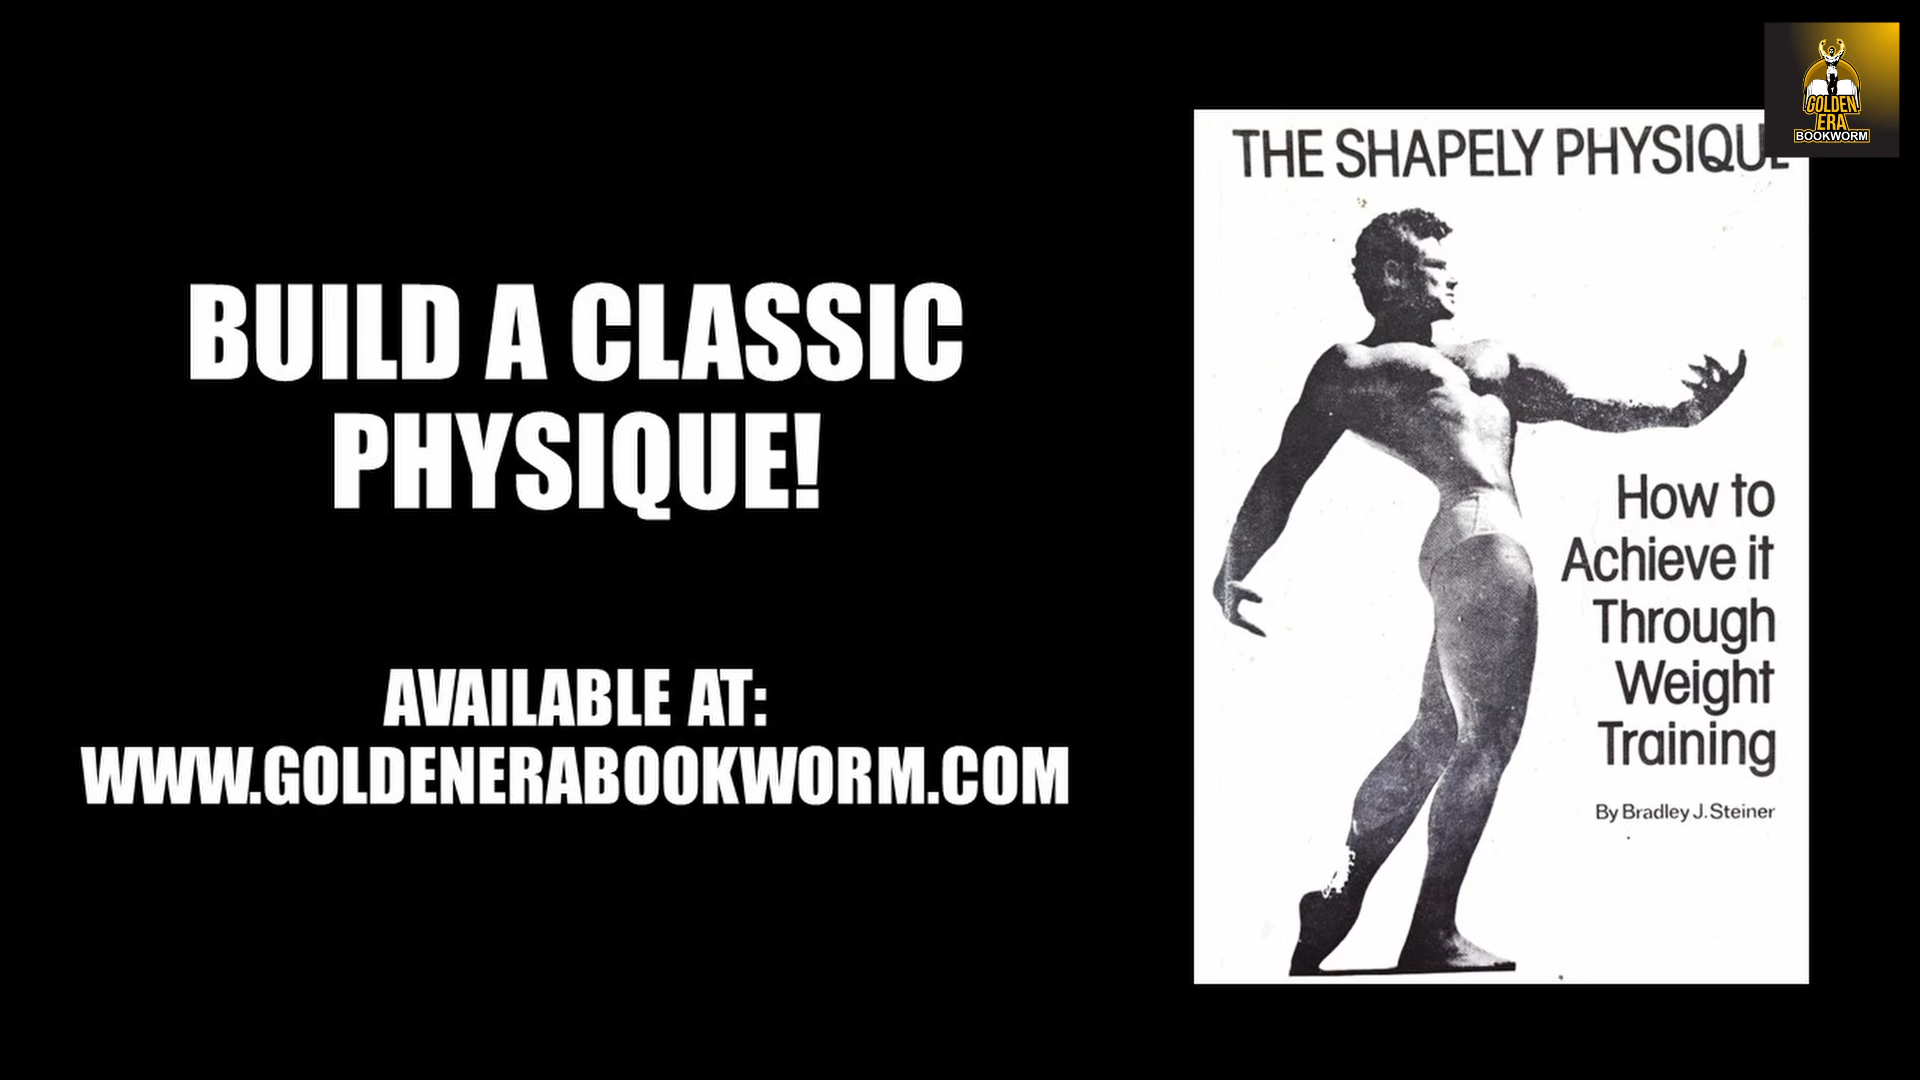 BUILD A CLASSIC
PHYSIQUE!
AVAILABLE AT:
WWW.GOLDENERABOOKWORM.COM
THE SHAPELY PHYSIQUE
How to
Achieve it
Through
Weight
Training
By Bradley J. Steiner
GOLDEN
ERA
BOOKWORM